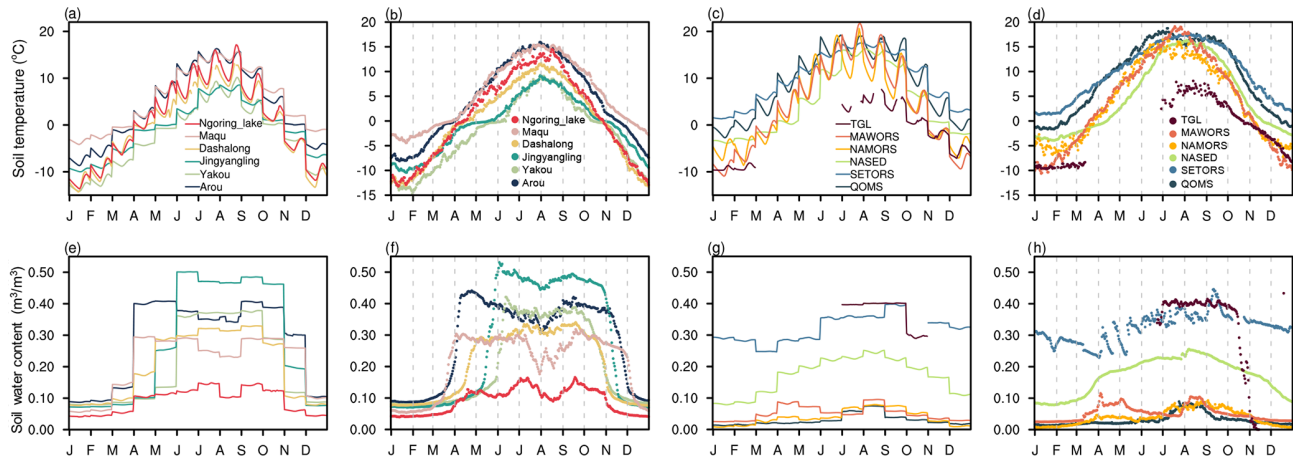 (a)
(b)
(c)
(d)
Soil temperature (°C)
20
10
0
-10
Ngoring_lake
Maqu
Dashalong
Jingyangling
Yakou
Arou
J F M A M J J A S O N D
20
15
10
5
0
-5
-10
-15
Ngoring_lake
Maqu
Dashalong
Jingyangling
Yakou
Arou
J F M A M J J A S O N D
20
10
0
-10
TGL
MAWORS
NAMORS
NASED
SETORS
QOMS
J F M A M J J A S O N D
20
15
10
5
0
-5
-10
-15
TGL
MAWORS
NAMORS
NASED
SETORS
QOMS
J F M A M J J A S O N D
(e)
(f)
(g)
(h)
Soil water content (m³/m³)
0.50
0.40
0.30
0.20
0.10
0.00
J F M A M J J A S O N D
0.50
0.40
0.30
0.20
0.10
0.00
J F M A M J J A S O N D
0.50
0.40
0.30
0.20
0.10
0.00
J F M A M J J A S O N D
0.50
0.40
0.30
0.20
0.10
0.00
J F M A M J J A S O N D